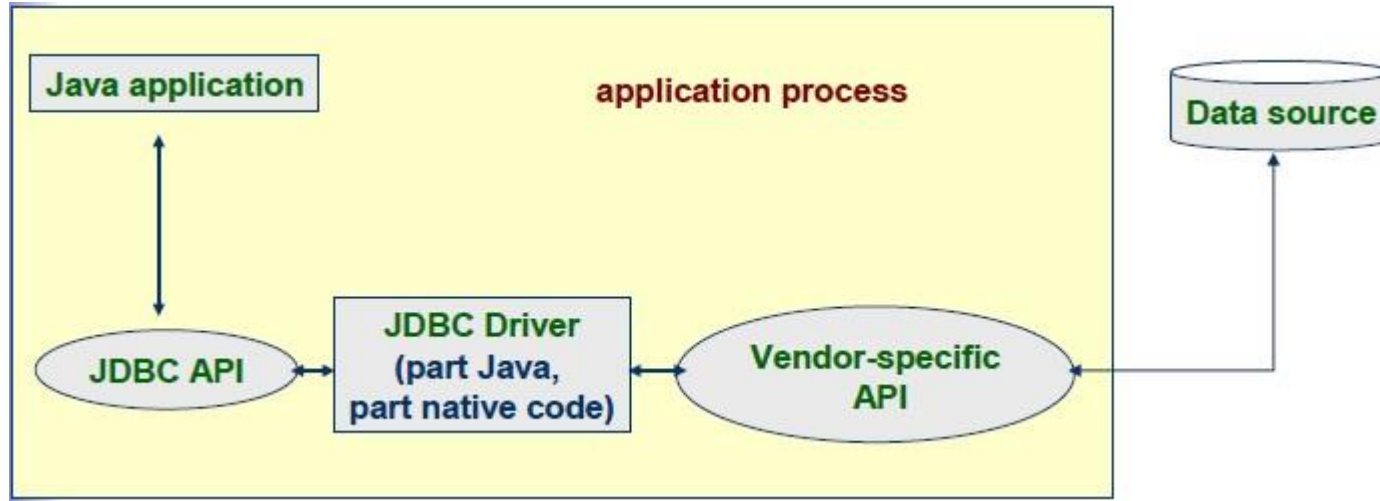 Java application
application process
Data source
JDBC API
JDBC Driver
(part Java,
part native code)
Vendor-specific
API